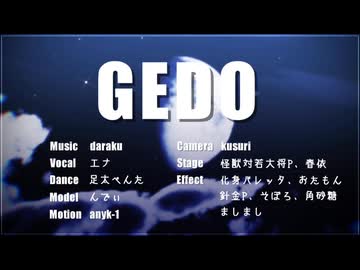 GEDO
Music daraku
Vocal エナ
Dance 足太ぺんた
Model んでぃ
Motion anyk-1
Camera kusuri
Stage 怪獣対若大将P、春依
Effect 化身バレッタ、おたもん
針金P、そぼろ、角砂糖
ましまし